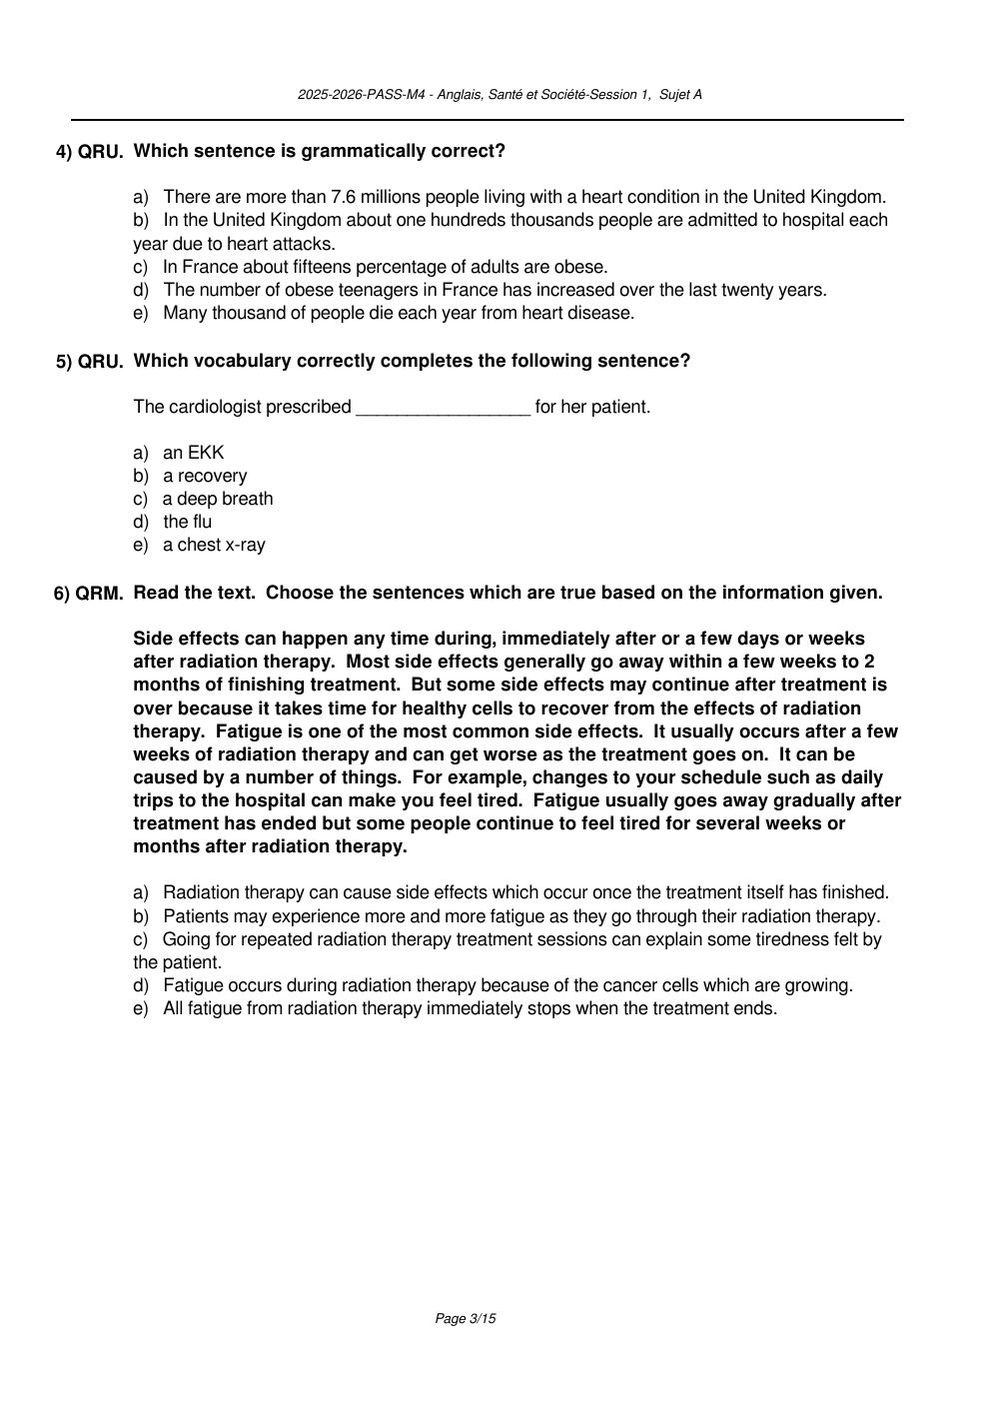 2025-2026-PASS-M4 - Anglais, Santé et Société-Session 1,  Sujet A
4) QRU. Which sentence is grammatically correct?
a) There are more than 7.6 millions people living with a heart condition in the United Kingdom.
b) In the United Kingdom about one hundreds thousands people are admitted to hospital each
year due to heart attacks.
c) In France about fifteens percentage of adults are obese.
d) The number of obese teenagers in France has increased over the last twenty years.
e) Many thousand of people die each year from heart disease.
5) QRU. Which vocabulary correctly completes the following sentence?
The cardiologist prescribed _________________ for her patient.
a) an EKK
b) a recovery
c) a deep breath
d) the flu
e) a chest x-ray
6) QRM. Read the text.  Choose the sentences which are true based on the information given.
Side effects can happen any time during, immediately after or a few days or weeks
after radiation therapy.  Most side effects generally go away within a few weeks to 2
months of finishing treatment.  But some side effects may continue after treatment is
over because it takes time for healthy cells to recover from the effects of radiation
therapy.  Fatigue is one of the most common side effects.  It usually occurs after a few
weeks of radiation therapy and can get worse as the treatment goes on.  It can be
caused by a number of things.  For example, changes to your schedule such as daily
trips to the hospital can make you feel tired.  Fatigue usually goes away gradually after
treatment has ended but some people continue to feel tired for several weeks or
months after radiation therapy.
a) Radiation therapy can cause side effects which occur once the treatment itself has finished.
b) Patients may experience more and more fatigue as they go through their radiation therapy.
c) Going for repeated radiation therapy treatment sessions can explain some tiredness felt by
the patient.
d) Fatigue occurs during radiation therapy because of the cancer cells which are growing.
e) All fatigue from radiation therapy immediately stops when the treatment ends.
Page 3/15